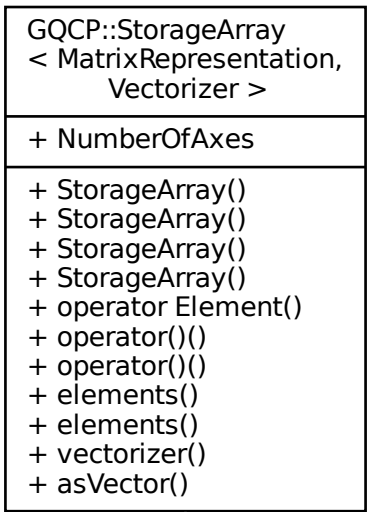 GQCP::StorageArray
< MatrixRepresentation,
Vectorizer >
+ NumberOfAxes
+ StorageArray()
+ StorageArray()
+ StorageArray()
+ StorageArray()
+ operator Element()
+ operator()()
+ operator()()
+ elements()
+ elements()
+ vectorizer()
+ asVector()